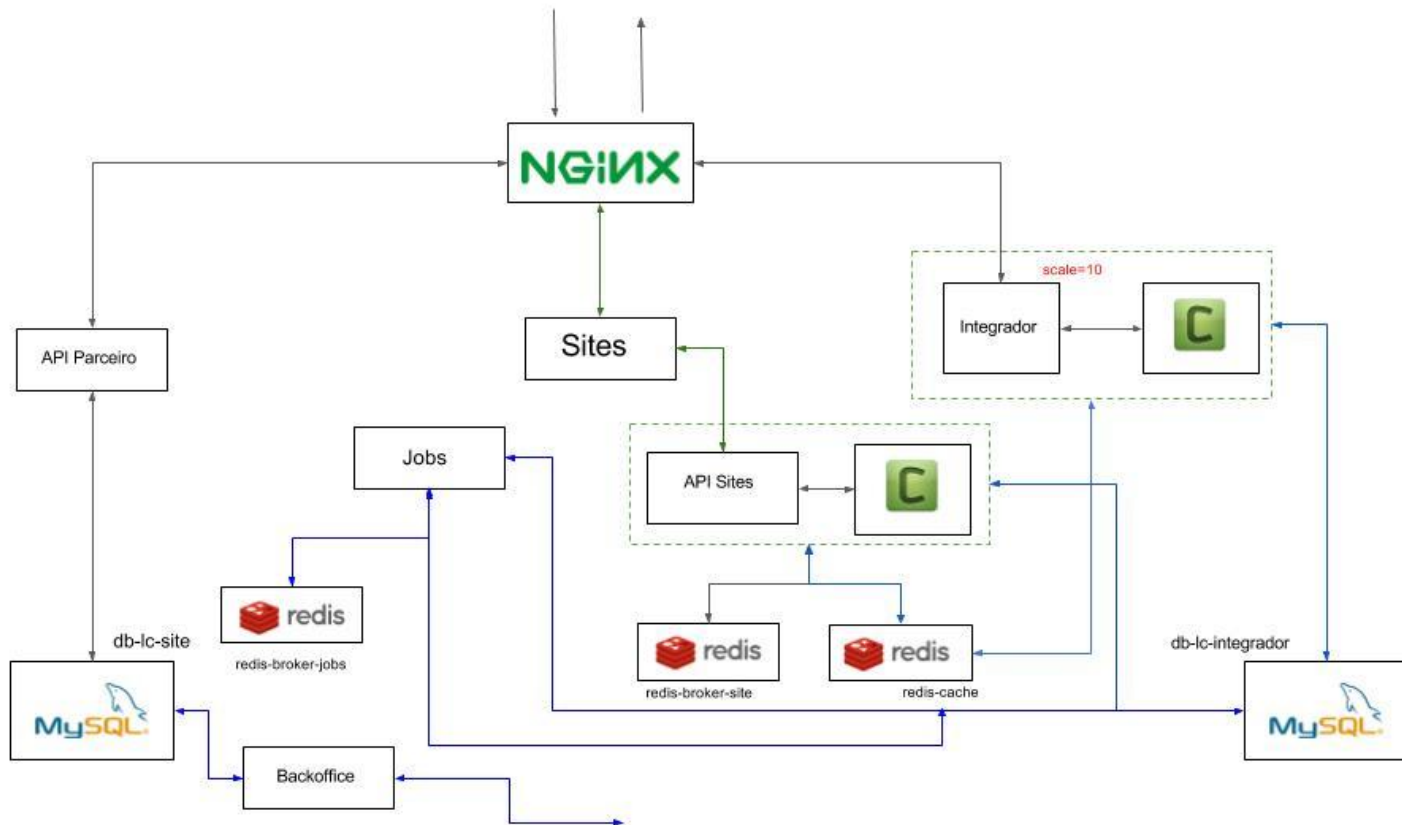 NGINX
scale=10
Integrador
C
Sites
API Parceiro
Jobs
API Sites
C
redis
redis-broker-jobs
redis
redis-broker-site
redis
redis-cache
db-lc-site
MySQL®
db-lc-integrador
MySQL®
Backoffice